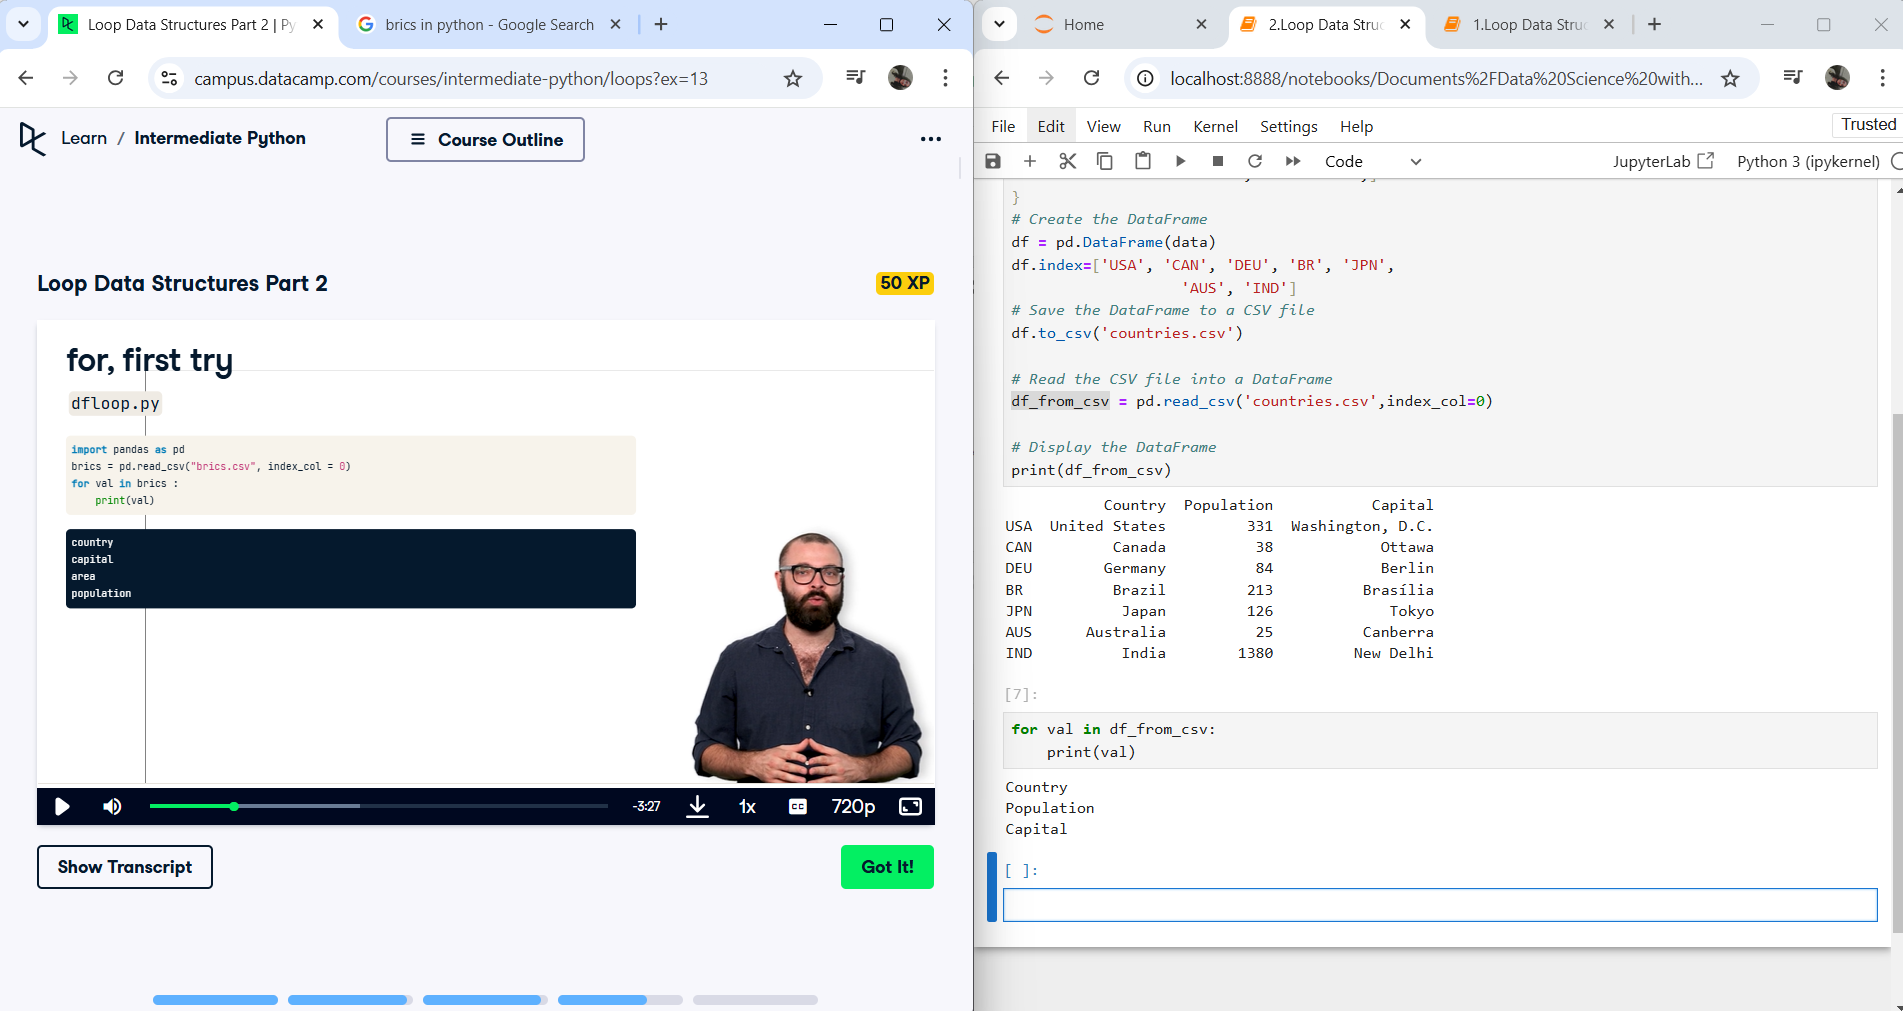 Loop Data Structures Part 2 | Py
brics in python - Google Search
campus.datacamp.com/courses/intermediate-python/loops?ex=13
Learn / Intermediate Python
Course Outline
Loop Data Structures Part 2
50 XP
for, first try
dfloop.py
import pandas as pd
brics = pd.read_csv("brics.csv", index_col = 0)
for val in brics :
    print(val)
country
capital
area
population
-3:27
1x
CC
720p
Show Transcript
Got It!
Home
2.Loop Data Struc
1.Loop Data Struc
localhost:8888/notebooks/Documents%2FData%20Science%20with...
File Edit View Run Kernel Settings Help
Trusted
Code
JupyterLab
Python 3 (ipykernel)
}
# Create the DataFrame
df = pd.DataFrame(data)
df.index=['USA', 'CAN', 'DEU', 'BR', 'JPN',
'AUS', 'IND']
# Save the DataFrame to a CSV file
df.to_csv('countries.csv')
# Read the CSV file into a DataFrame
df_from_csv = pd.read_csv('countries.csv',index_col=0)
# Display the DataFrame
print(df_from_csv)
Country Population Capital
USA United States 331 Washington, D.C.
CAN Canada 38 Ottawa
DEU Germany 84 Berlin
BR Brazil 213 Brasília
JPN Japan 126 Tokyo
AUS Australia 25 Canberra
IND India 1380 New Delhi
[7]:
for val in df_from_csv:
    print(val)
Country
Population
Capital
[ ]: